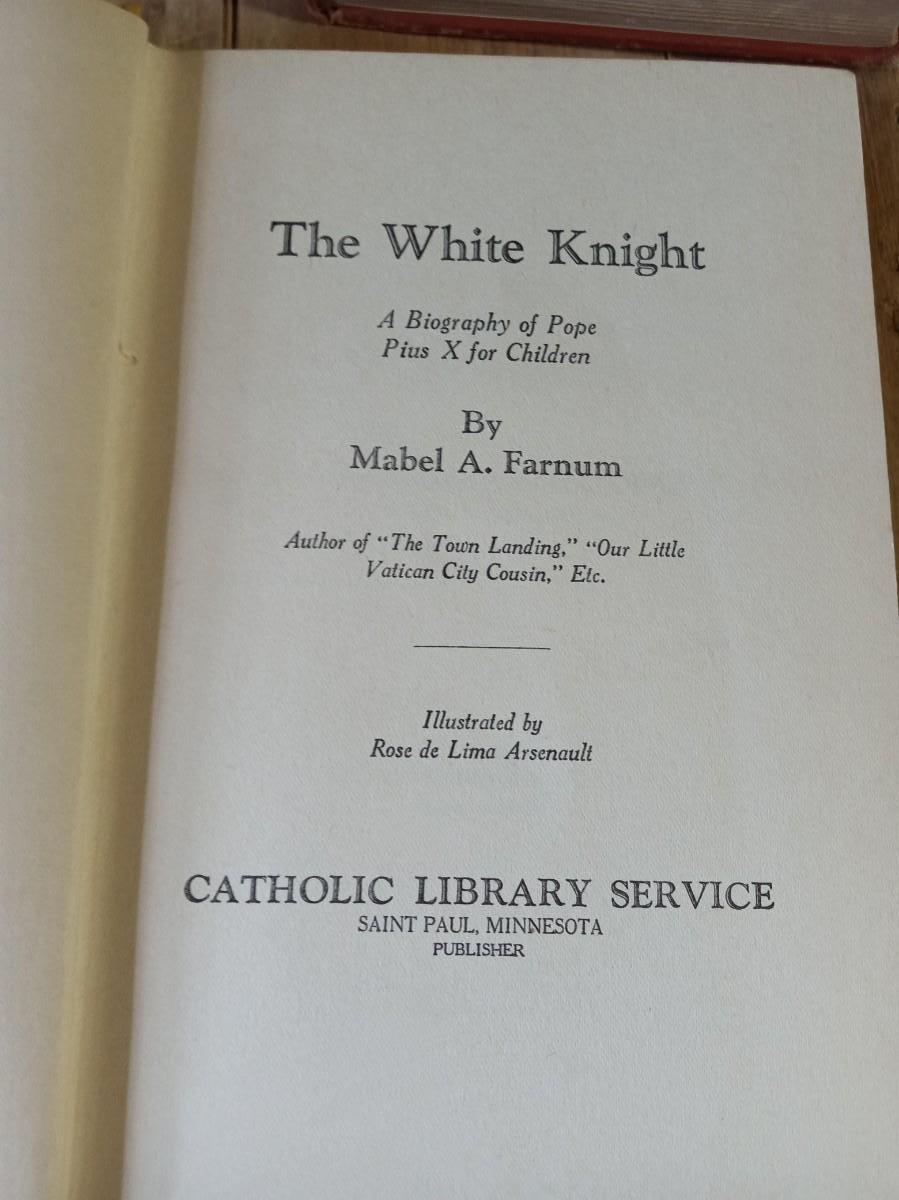 The White Knight
A Biography of Pope
Pius X for Children
By
Mabel A. Farnum
Author of “The Town Landing,” “Our Little
Vatican City Cousin,” Etc.
Illustrated by
Rose de Lima Arsenault
CATHOLIC LIBRARY SERVICE
SAINT PAUL, MINNESOTA
PUBLISHER